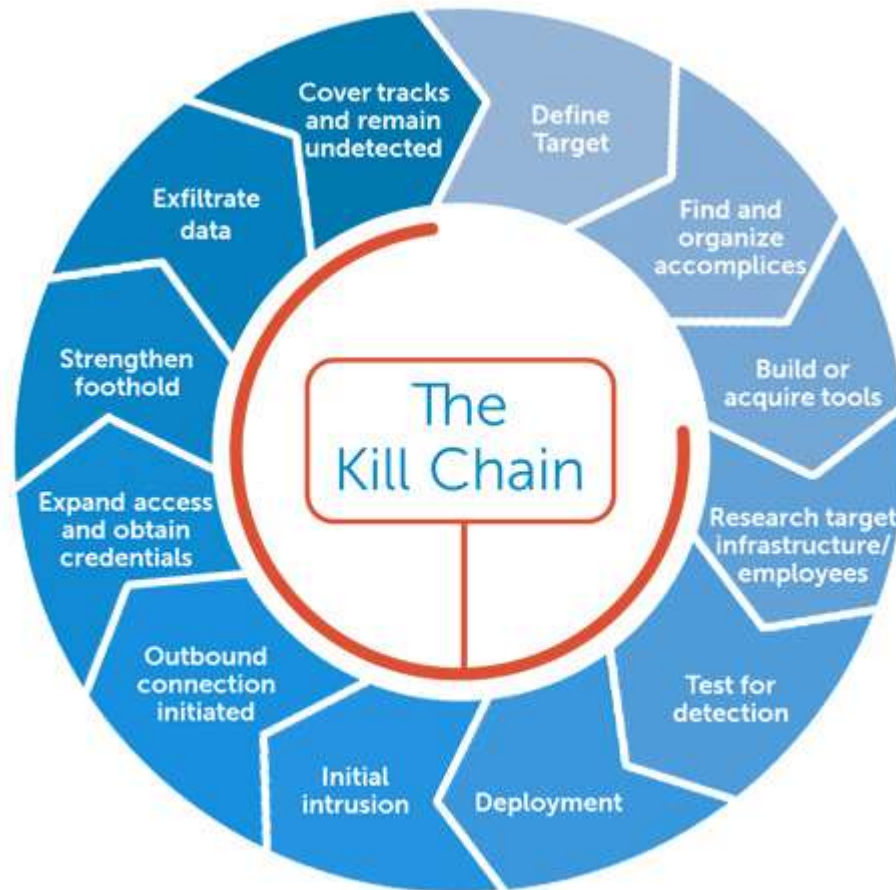 The
Kill Chain
Define
Target
Find and
organize
accomplices
Build or
acquire tools
Research target
infrastructure/
employees
Test for
detection
Deployment
Initial
intrusion
Outbound
connection
initiated
Expand access
and obtain
credentials
Strengthen
foothold
Exfiltrate
data
Cover tracks
and remain
undetected